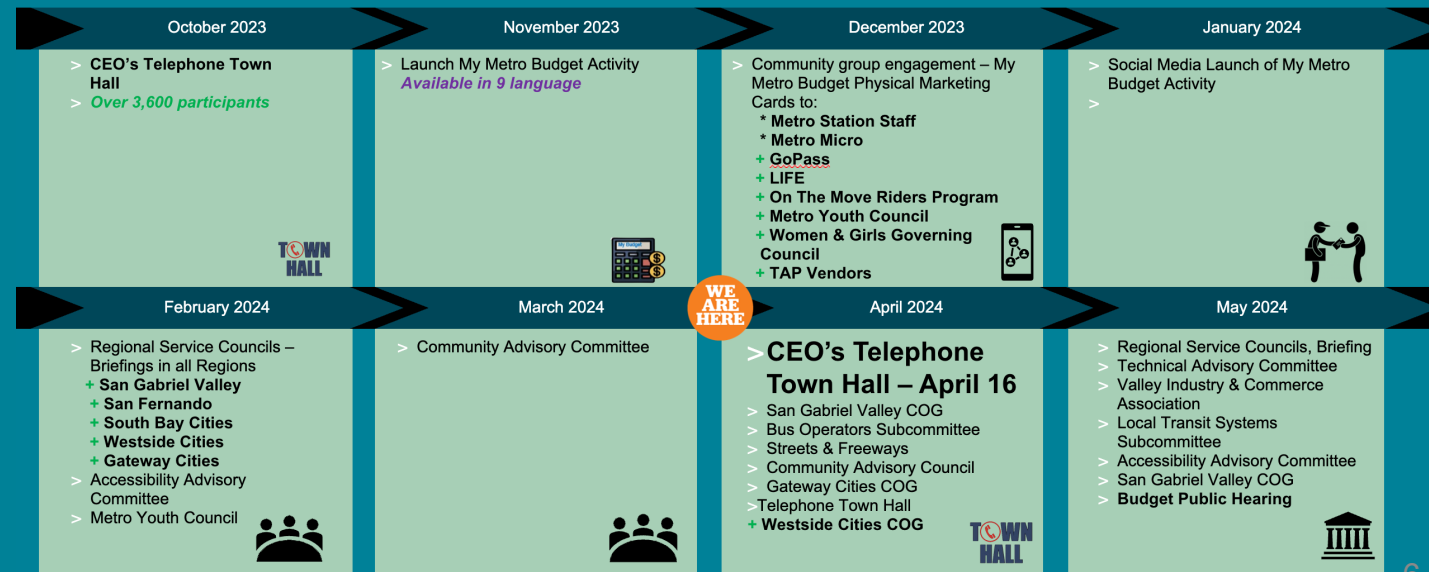 October 2023
November 2023
December 2023
January 2024
> CEO's Telephone Town
Hall
> Over 3,600 participants
TOWN
HALL
> Launch My Metro Budget Activity
Available in 9 language
My Budget
$
$
> Community group engagement – My
Metro Budget Physical Marketing
Cards to:
* Metro Station Staff
* Metro Micro
+ GoPass
+ LIFE
+ On The Move Riders Program
+ Metro Youth Council
+ Women & Girls Governing
Council
+ TAP Vendors
> Social Media Launch of My Metro
Budget Activity
>
WE
ARE
HERE
February 2024
March 2024
April 2024
May 2024
> Regional Service Councils –
Briefings in all Regions
+ San Gabriel Valley
+ San Fernando
+ South Bay Cities
+ Westside Cities
+ Gateway Cities
> Accessibility Advisory
Committee
> Metro Youth Council
> Community Advisory Committee
>CEO's Telephone
Town Hall – April 16
> San Gabriel Valley COG
> Bus Operators Subcommittee
> Streets & Freeways
> Community Advisory Council
> Gateway Cities COG
>Telephone Town Hall
+ Westside Cities COG
TOWN
HALL
> Regional Service Councils, Briefing
> Technical Advisory Committee
> Valley Industry & Commerce
Association
> Local Transit Systems
Subcommittee
> Accessibility Advisory Committee
> San Gabriel Valley COG
> Budget Public Hearing